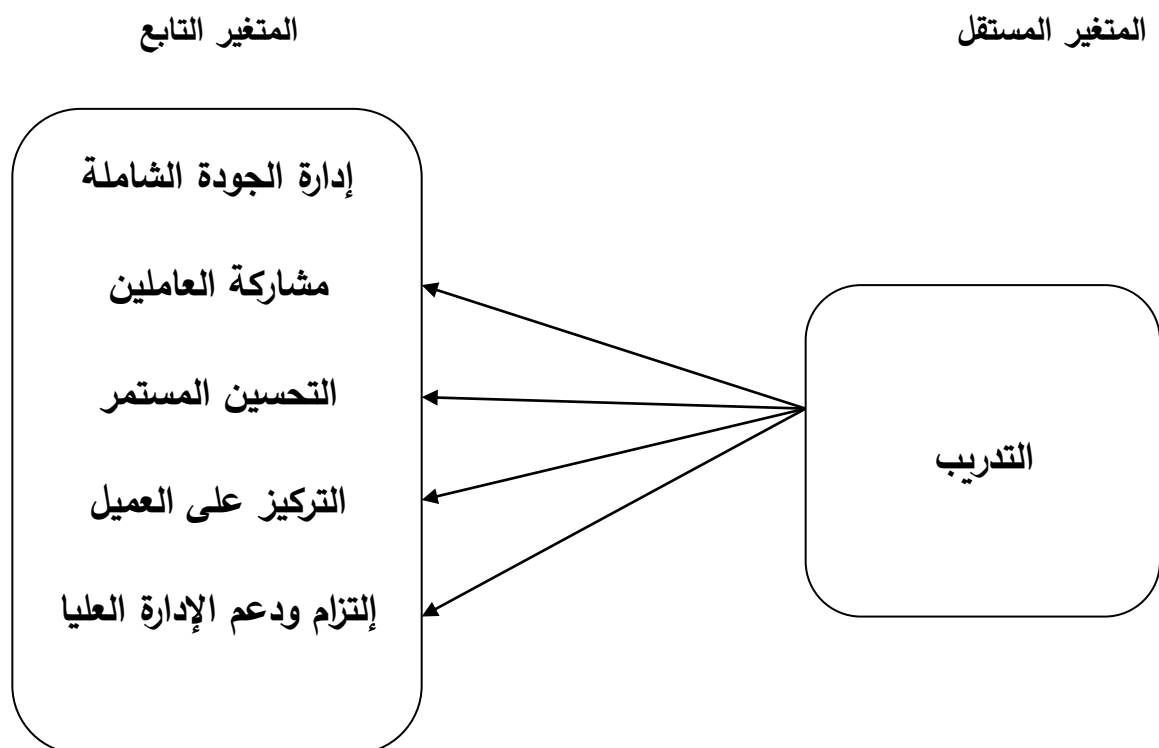 المتغير المستقل
المتغير التابع
إدارة الجودة الشاملة
مشاركة العاملين
التحسين المستمر
التركيز على العميل
إلتزام ودعم الإدارة العليا
التدريب